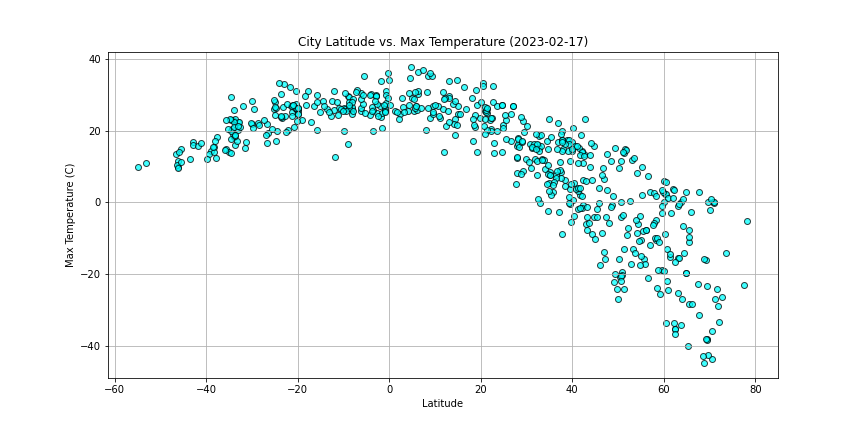 City Latitude vs. Max Temperature (2023-02-17)
Max Temperature (C)
40
20
0
−20
−40
−60 −40 −20 0 20 40 60 80
Latitude